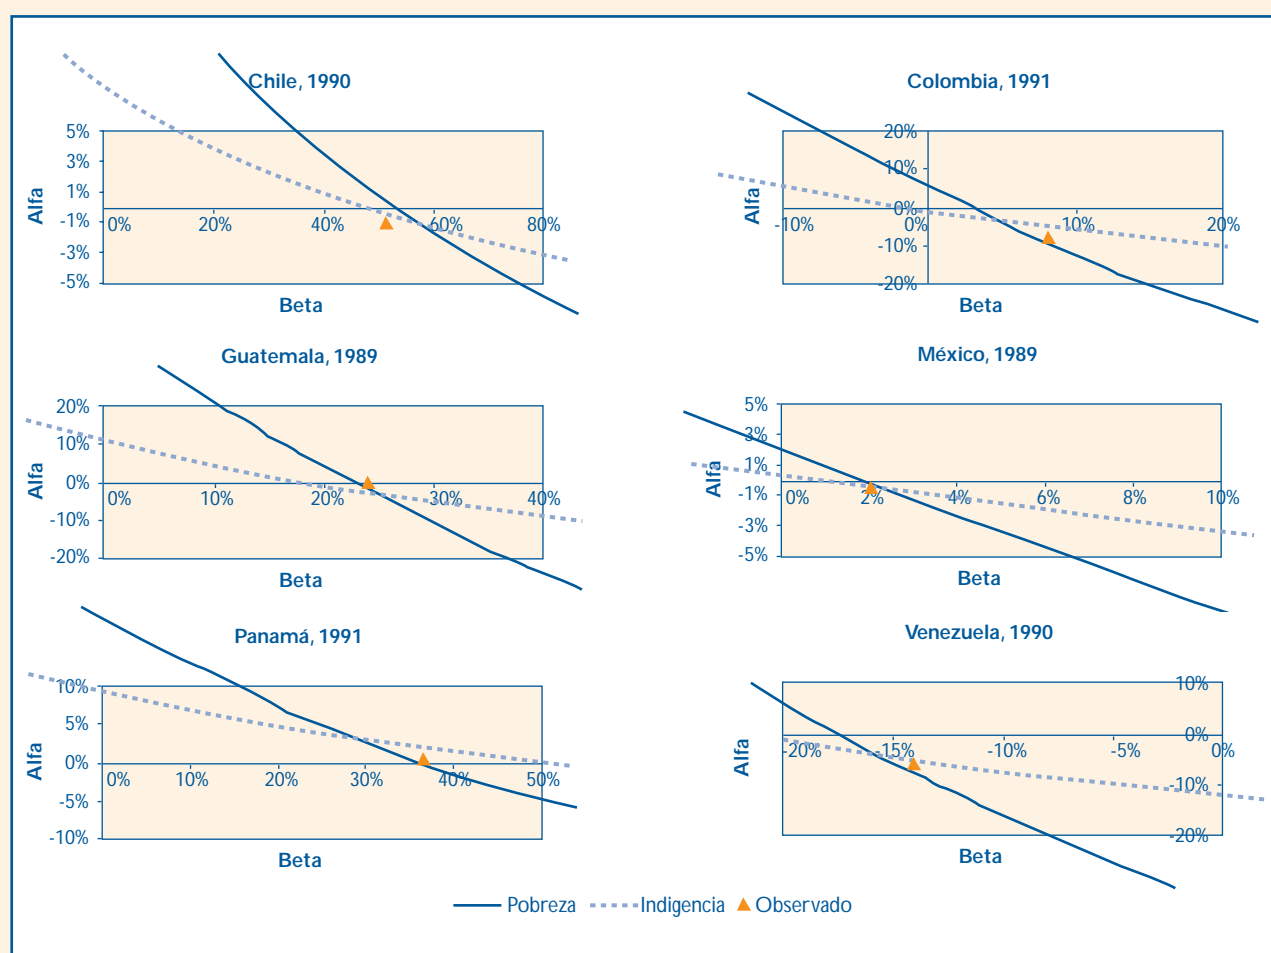 Chile, 1990
5%
3%
1%
-1%
-3%
-5%
Alfa
0% 20% 40% 60% 80%
Beta
Colombia, 1991
20%
10%
0%
-10%
-20%
Alfa
-10% 0% 10% 20%
Beta
Guatemala, 1989
20%
10%
0%
-10%
-20%
Alfa
0% 10% 20% 30% 40%
Beta
México, 1989
5%
3%
1%
-1%
-3%
-5%
Alfa
0% 2% 4% 6% 8% 10%
Beta
Panamá, 1991
10%
5%
0%
-5%
-10%
Alfa
0% 10% 20% 30% 40% 50%
Beta
Venezuela, 1990
10%
0%
-10%
-20%
Alfa
-20% -15% -10% -5% 0%
Beta
Pobreza Indigencia Observado